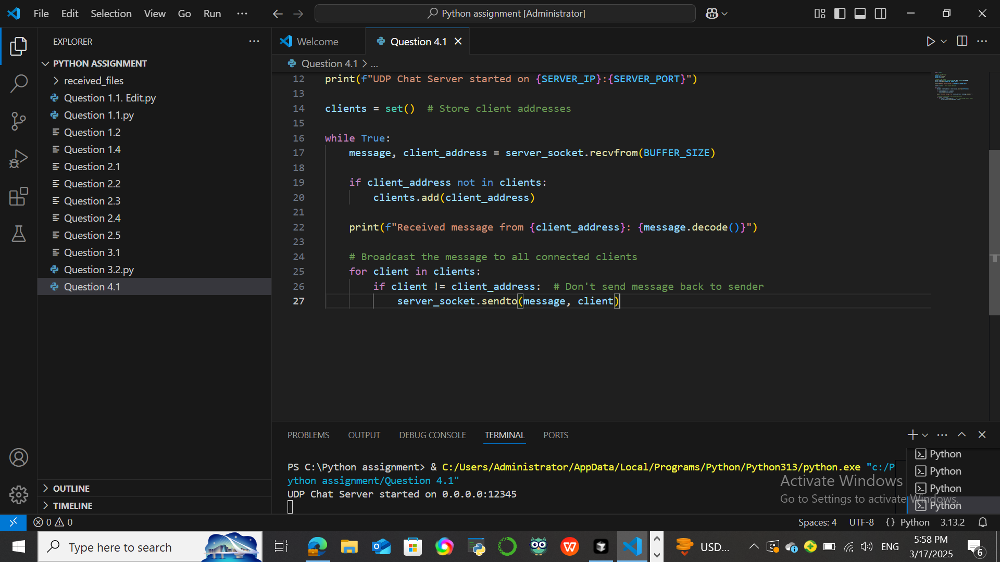 File Edit Selection View Go Run ···
Python assignment [Administrator]
EXPLORER
Welcome
Question 4.1
PYTHON ASSIGNMENT
received_files
Question 1.1. Edit.py
Question 1.1.py
Question 1.2
Question 1.4
Question 2.1
Question 2.2
Question 2.3
Question 2.4
Question 2.5
Question 3.1
Question 3.2.py
Question 4.1
OUTLINE
TIMELINE
Question 4.1 > ...
12 print(f"UDP Chat Server started on {SERVER_IP}:{SERVER_PORT}")
13
14 clients = set()  # Store client addresses
15
16 while True:
17     message, client_address = server_socket.recvfrom(BUFFER_SIZE)
18
19     if client_address not in clients:
20         clients.add(client_address)
21
22     print(f"Received message from {client_address}: {message.decode()}")
23
24     # Broadcast the message to all connected clients
25     for client in clients:
26         if client != client_address:  # Don't send message back to sender
27             server_socket.sendto(message, client)
PROBLEMS OUTPUT DEBUG CONSOLE TERMINAL PORTS
PS C:\Python assignment> & C:/Users/Administrator/AppData/Local/Programs/Python/Python313/python.exe "c:/P
ython assignment/Question 4.1"
UDP Chat Server started on 0.0.0.0:12345
Python
Python
Python
Python
Activate Windows
Go to Settings to activate Windows.
0 0
Spaces: 4 UTF-8 {} Python 3.13.2
Type here to search
USD...
ENG
5:58 PM
3/17/2025
6